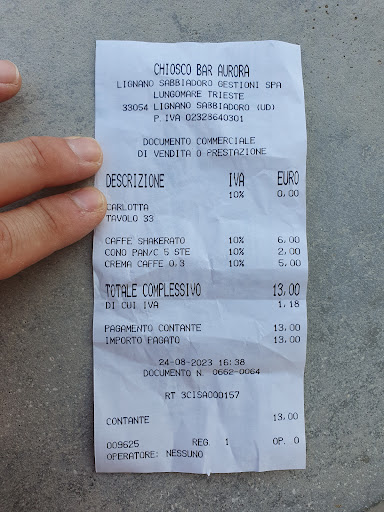 CHIOSCO BAR AURORA
LIGNANO SABBIADORO GESTIONI SPA
LUNGOMARE TRIESTE
33054 LIGNANO SABBIADORO (UD)
P.IVA 02323640301
DOCUMENTO COMMERCIALE
DI VENDITA O PRESTAZIONE
DESCRIZIONE IVA EURO
10% 0,00
CARLOTTA
TAVOLO 33
CAFFE SHAKERATO 10% 6,00
CONO PAN/C 5 STE 10% 2,00
CREMA CAFFE 0,3 10% 5,00
TOTALE COMPLESSIVO 13,00
DI CUI IVA 1,18
PAGAMENTO CONTANTE 13,00
IMPORTO PAGATO 13,00
24-08-2023 16:38
DOCUMENTO N. 0662-0064
RT 3CISA000157
CONTANTE 13,00
009625 REG. 1 OP. 0
OPERATORE: NESSUNO